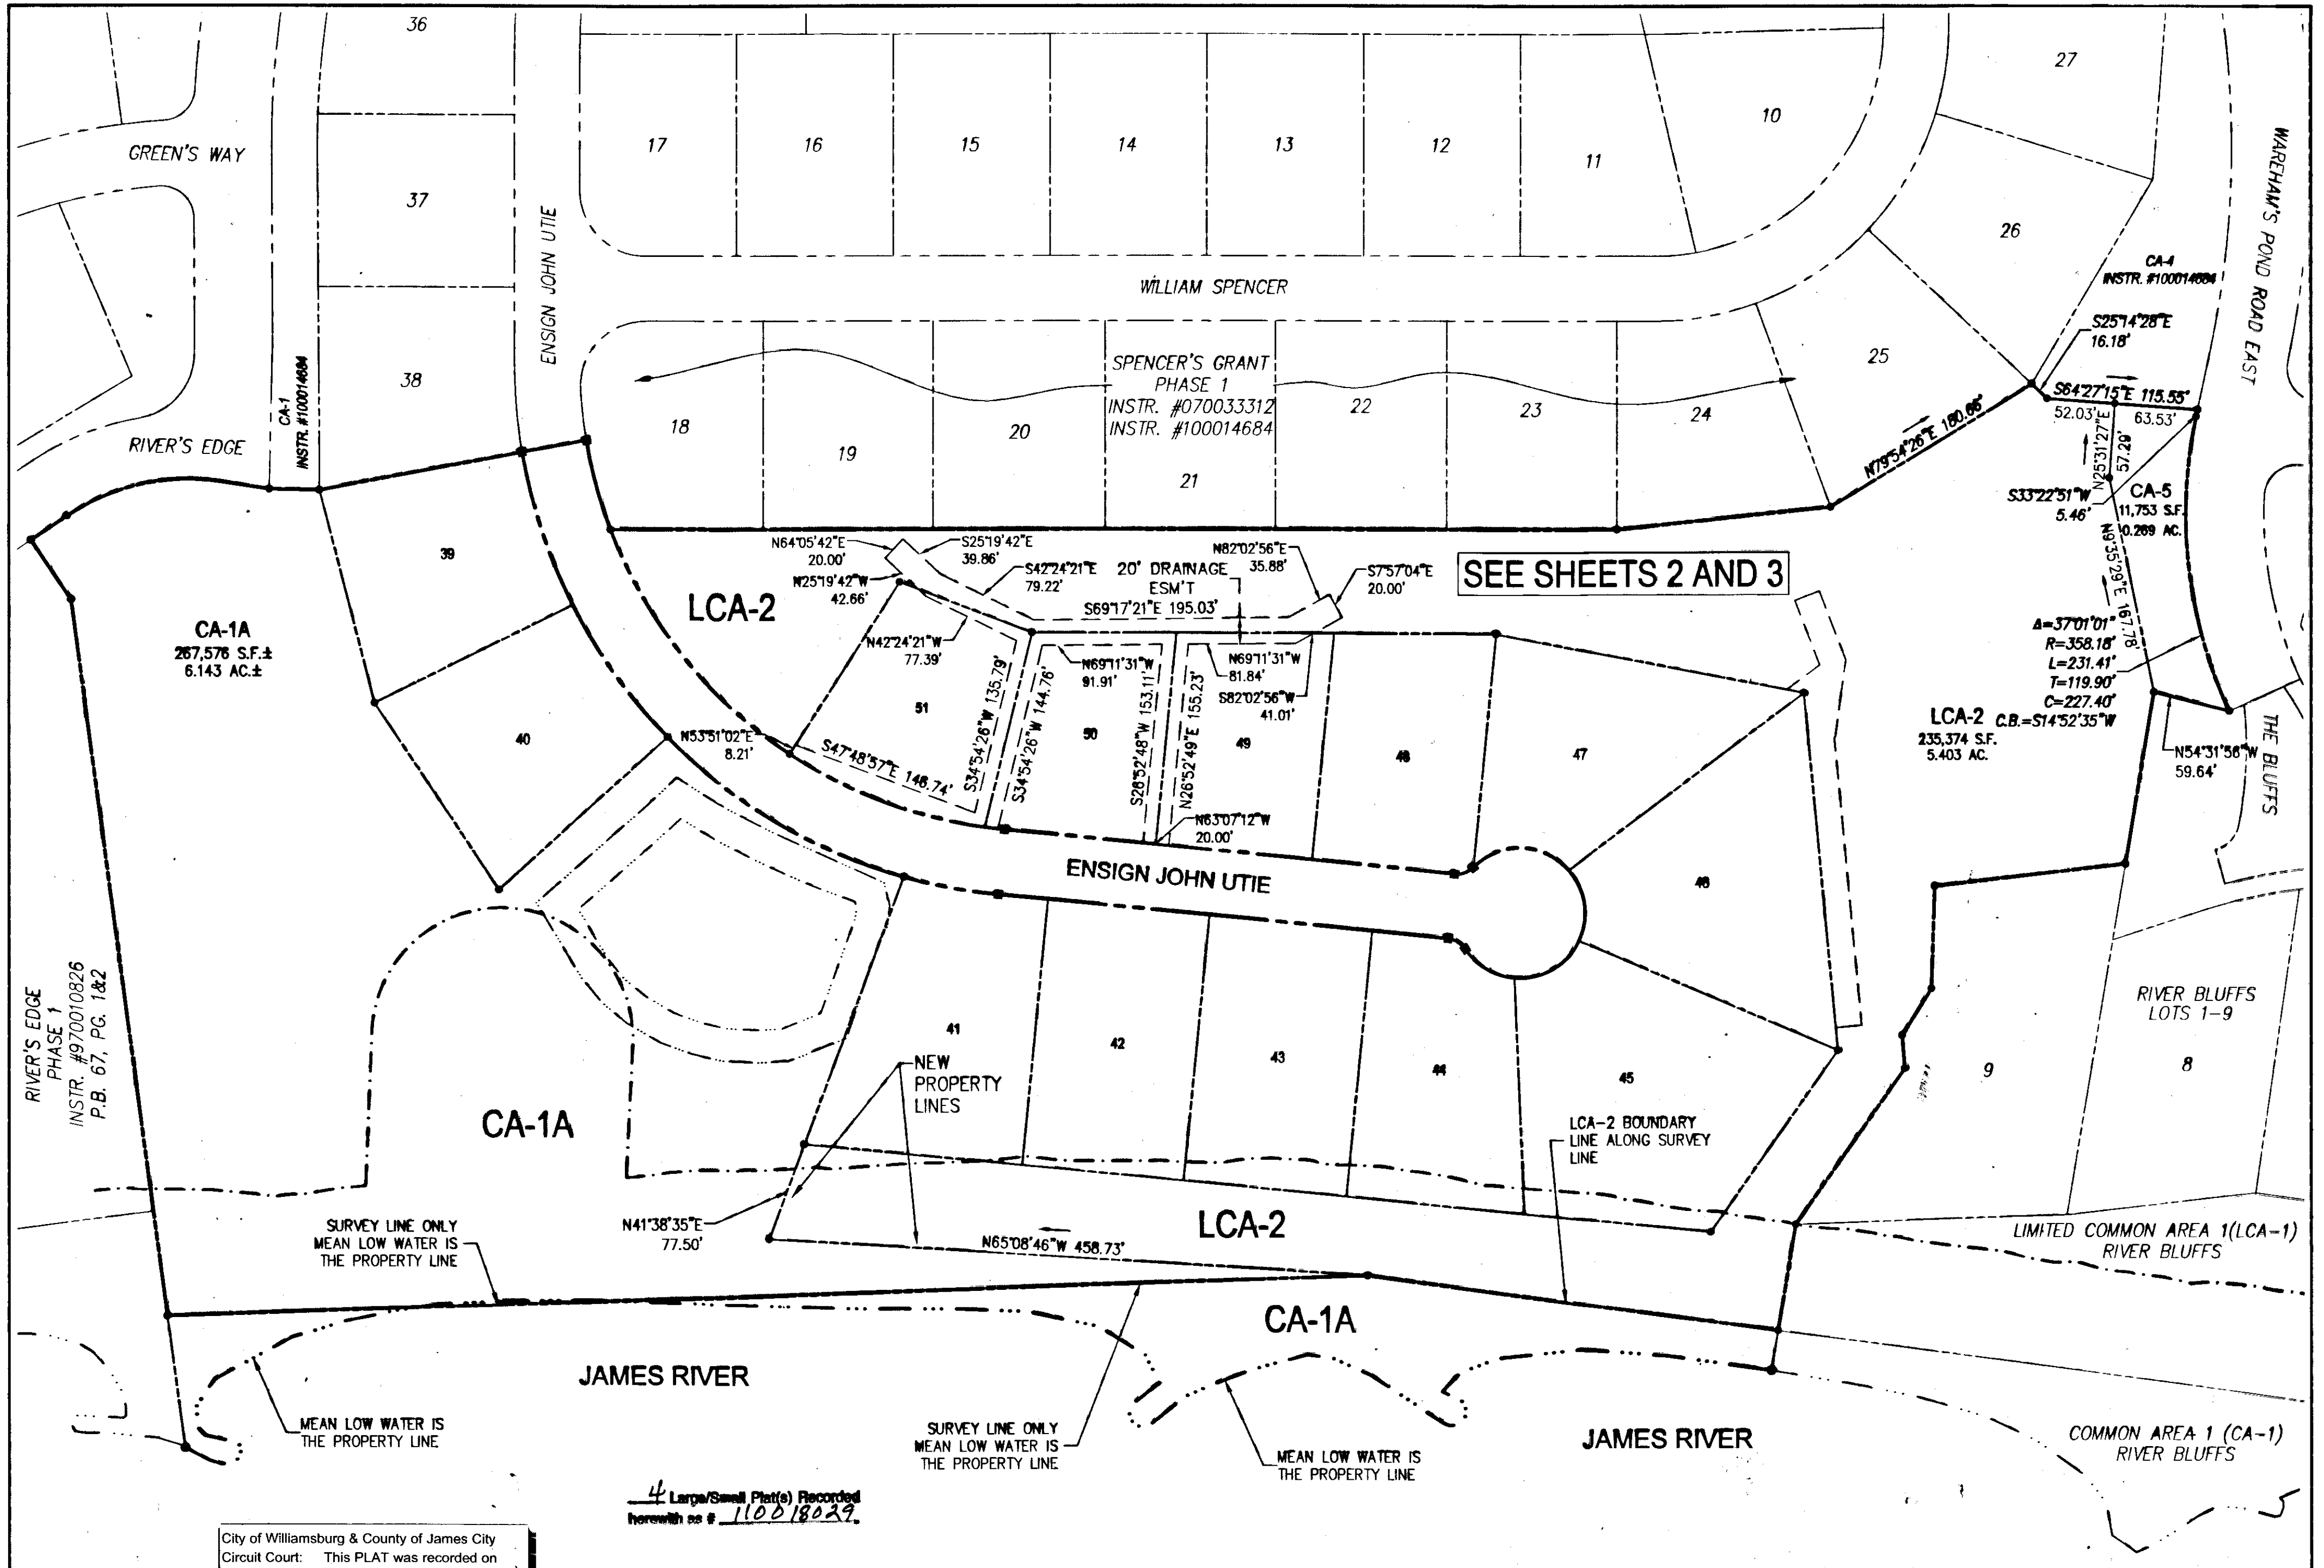 36
27
10
17
16
15
14
13
12
11
GREEN'S WAY
37
ENSIGN JOHN UTIE
26
WAREHAM'S POND ROAD EAST
CA-4
INSTR. #100014684
WILLIAM SPENCER
S25°14'28"E
16.18'
38
CA-1
INSTR. #100014684
SPENCER'S GRANT
PHASE 1
INSTR. #070033312
INSTR. #100014684
25
S64°27'15"E 115.55'
52.03'
63.53'
18
19
20
21
22
23
24
RIVER'S EDGE
N79°54'26"E 180.66'
N25°31'27"E
57.29'
S33°22'51"W
5.46'
CA-5
11,753 S.F.
0.269 AC.
N9°35'29"E 167.78'
39
N64°05'42"E
20.00'
S25°19'42"E
39.86'
N25°19'42"W
42.66'
S42°24'21"E
79.22'
20' DRAINAGE
ESM'T
N82°02'56"E
35.88'
S7°57'04"E
20.00'
SEE SHEETS 2 AND 3
LCA-2
S69°17'21"E 195.03'
CA-1A
267,576 S.F.±
6.143 AC.±
N42°24'21"W
77.39'
N69°11'31"W
91.91'
N69°11'31"W
81.84'
S82°02'56"W
41.01'
Δ=37°01'01"
R=358.18'
L=231.41'
T=119.90'
C=227.40'
C.B.=S14°52'35"W
LCA-2
235,374 S.F.
5.403 AC.
51
50
49
48
47
40
N53°51'02"E
8.21'
S47°48'57"E 146.74'
S34°54'26"W 135.79'
S34°54'26"W 144.76'
S26°52'48"W 153.11'
N26°52'49"E 155.23'
N63°07'12"W
20.00'
N54°31'56"W
59.64'
THE BLUFFS
ENSIGN JOHN UTIE
46
RIVER'S EDGE
PHASE 1
INSTR. #970010826
P.B. 67, PG. 1&2
RIVER BLUFFS
LOTS 1-9
41
42
43
44
45
9
8
NEW
PROPERTY
LINES
CA-1A
LCA-2 BOUNDARY
LINE ALONG SURVEY
LINE
SURVEY LINE ONLY
MEAN LOW WATER IS
THE PROPERTY LINE
N41°38'35"E
77.50'
N65°08'46"W 458.73'
LCA-2
LIMITED COMMON AREA 1(LCA-1)
RIVER BLUFFS
CA-1A
JAMES RIVER
MEAN LOW WATER IS
THE PROPERTY LINE
SURVEY LINE ONLY
MEAN LOW WATER IS
THE PROPERTY LINE
MEAN LOW WATER IS
THE PROPERTY LINE
JAMES RIVER
COMMON AREA 1 (CA-1)
RIVER BLUFFS
4 Large/Small Plat(s) Recorded
herewith as # 110018029
City of Williamsburg & County of James City
Circuit Court: This PLAT was recorded on